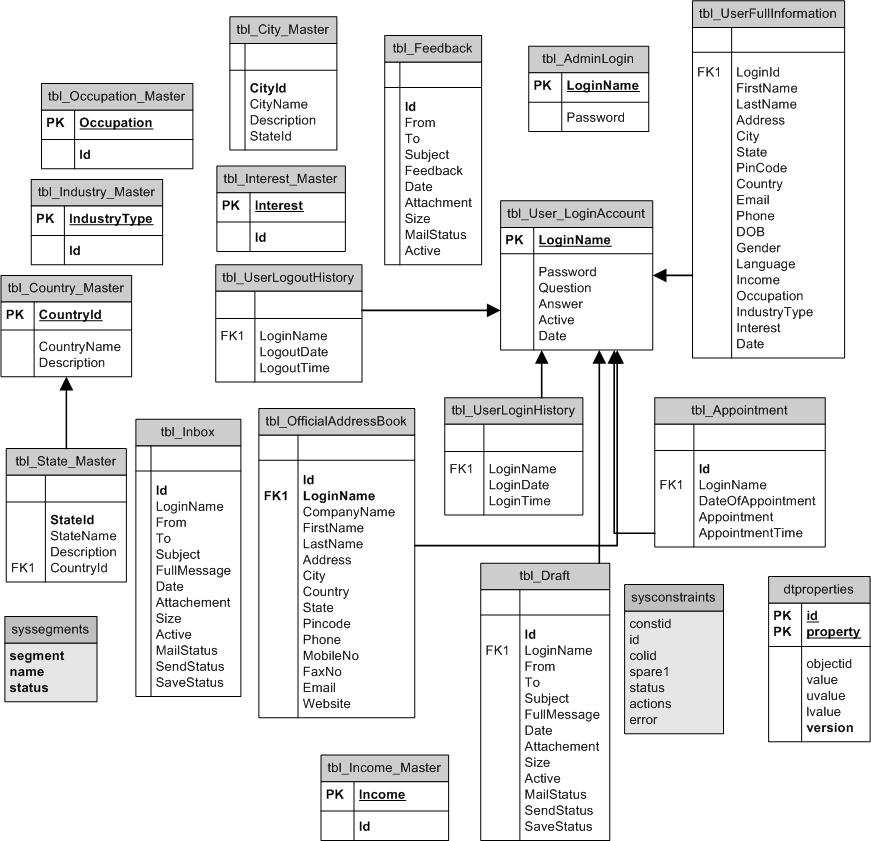 tbl_City_Master
CityId
CityName
Description
StateId
tbl_Feedback
Id
From
To
Subject
Feedback
Date
Attachment
Size
MailStatus
Active
tbl_AdminLogin
PK LoginName
Password
tbl_UserFullInformation
FK1 LoginId
FirstName
LastName
Address
City
State
PinCode
Country
Email
Phone
DOB
Gender
Language
Income
Occupation
IndustryType
Interest
Date
tbl_Occupation_Master
PK Occupation
Id
tbl_Industry_Master
PK IndustryType
Id
tbl_Interest_Master
PK Interest
Id
tbl_User_LoginAccount
PK LoginName
Password
Question
Answer
Active
Date
tbl_Country_Master
PK CountryId
CountryName
Description
tbl_UserLogoutHistory
FK1 LoginName
LogoutDate
LogoutTime
tbl_State_Master
StateId
StateName
Description
FK1 CountryId
tbl_Inbox
Id
LoginName
From
To
Subject
FullMessage
Date
Attachement
Size
Active
MailStatus
SendStatus
SaveStatus
tbl_OfficialAddressBook
Id
FK1 LoginName
CompanyName
FirstName
LastName
Address
City
Country
State
Pincode
Phone
MobileNo
FaxNo
Email
Website
tbl_UserLoginHistory
FK1 LoginName
LoginDate
LoginTime
tbl_Appointment
Id
FK1 LoginName
DateOfAppointment
Appointment
AppointmentTime
syssegments
segment
name
status
tbl_Draft
Id
FK1 LoginName
From
To
Subject
FullMessage
Date
Attachement
Size
Active
MailStatus
SendStatus
SaveStatus
sysconstraints
constid
id
colid
spare1
status
actions
error
dtproperties
PK id
PK property
objectid
value
uvalue
lvalue
version
tbl_Income_Master
PK Income
Id